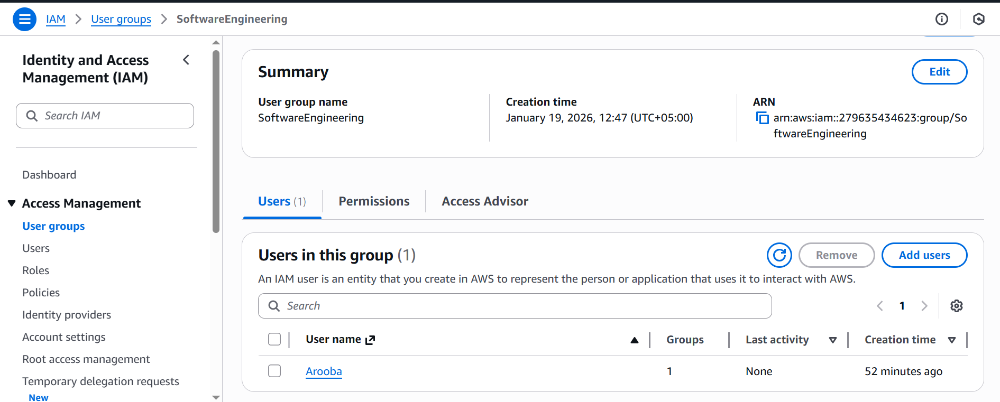 IAM > User groups > SoftwareEngineering
Identity and Access
Management (IAM)
Search IAM
Dashboard
Access Management
User groups
Users
Roles
Policies
Identity providers
Account settings
Root access management
Temporary delegation requests
New
Summary
Edit
User group name
SoftwareEngineering
Creation time
January 19, 2026, 12:47 (UTC+05:00)
ARN
arn:aws:iam::279635434623:group/So
ftwareEngineering
Users (1)
Permissions
Access Advisor
Users in this group (1)
Remove
Add users
An IAM user is an entity that you create in AWS to represent the person or application that uses it to interact with AWS.
Search
1
User name Groups Last activity Creation time
Arooba 1 None 52 minutes ago